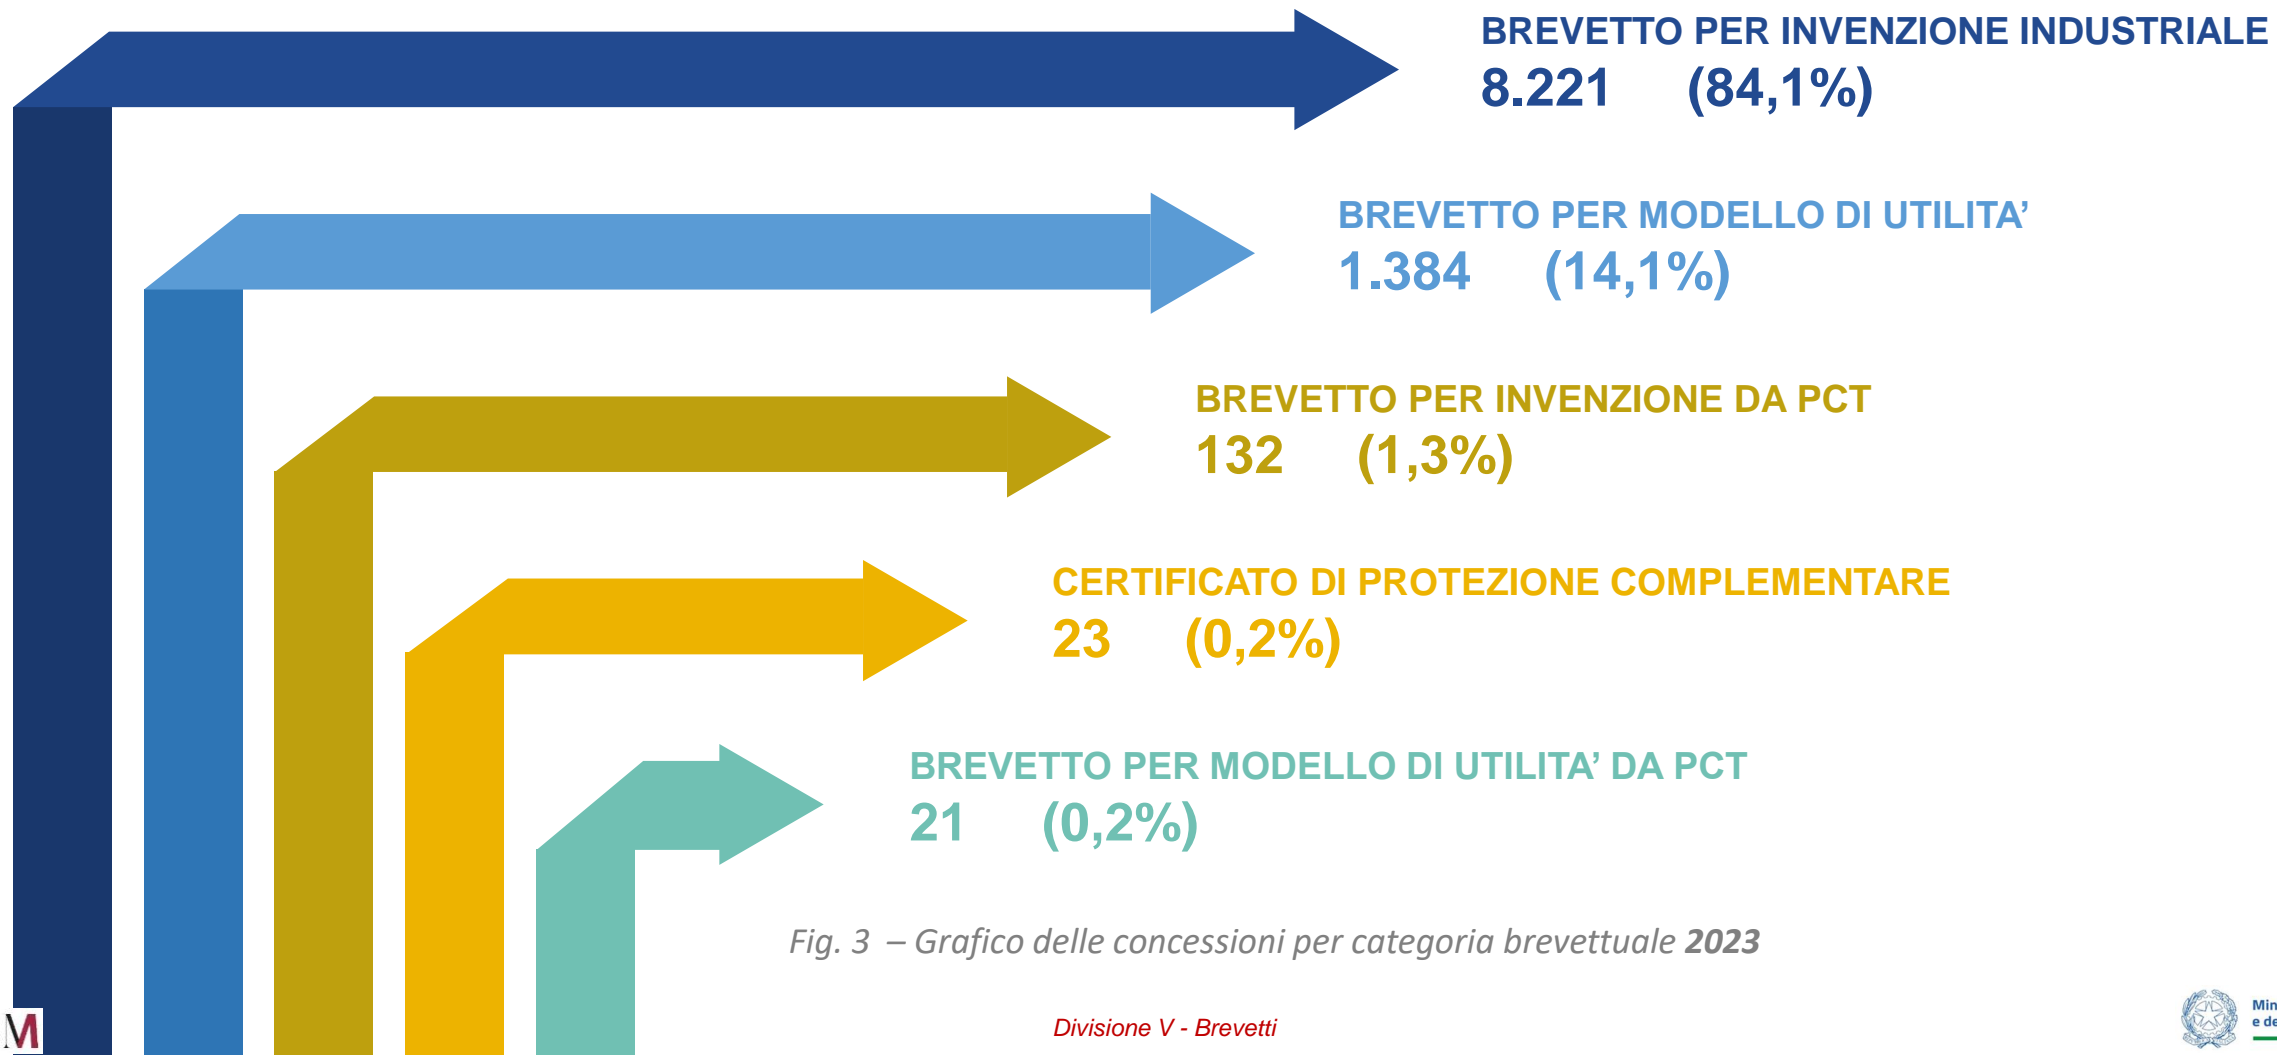 BREVETTO PER INVENZIONE INDUSTRIALE
8.221 (84,1%)
BREVETTO PER MODELLO DI UTILITA’
1.384 (14,1%)
BREVETTO PER INVENZIONE DA PCT
132 (1,3%)
CERTIFICATO DI PROTEZIONE COMPLEMENTARE
23 (0,2%)
BREVETTO PER MODELLO DI UTILITA’ DA PCT
21 (0,2%)
Fig. 3 – Grafico delle concessioni per categoria brevettuale 2023
M
Divisione V - Brevetti